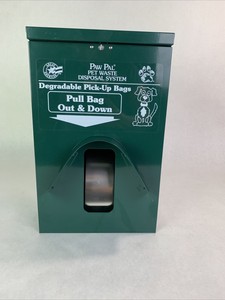 PAW PAL®
PET WASTE
DISPOSAL SYSTEM
Degradable Pick-Up Bags
Pull Bag
Out & Down